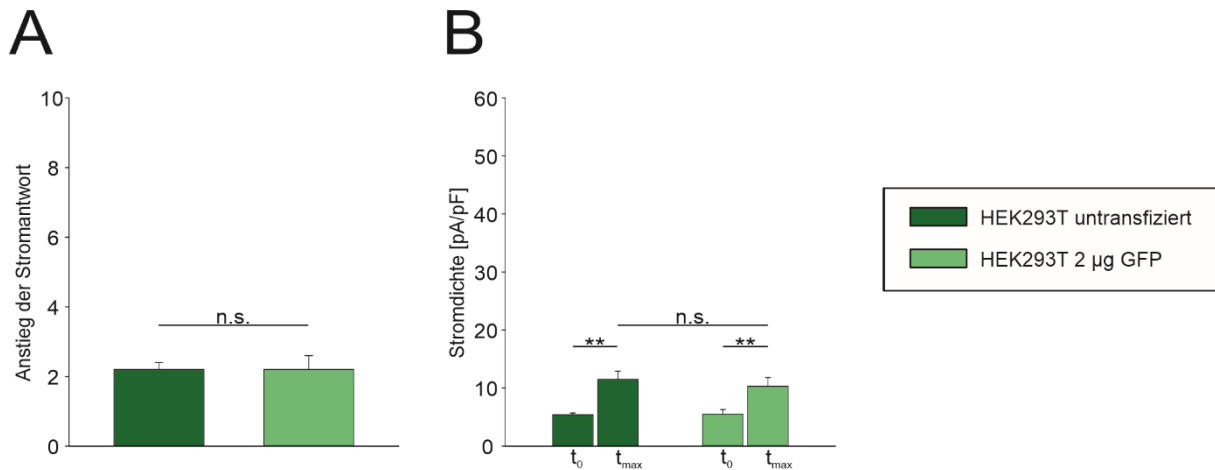 A
B
Anstieg der Stromantwort
10
8
6
4
2
0
n.s.
Stromdichte [pA/pF]
60
50
40
30
20
10
0
n.s.
**
**
t₀
tₘₐₓ
t₀
tₘₐₓ
HEK293T untransfiziert
HEK293T 2 µg GFP